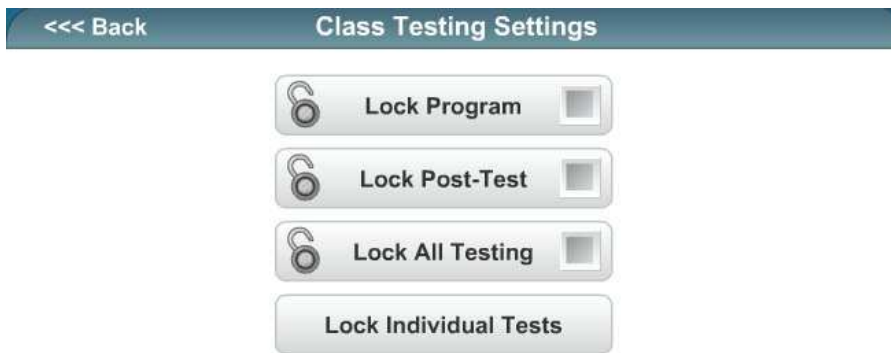 <<< Back Class Testing Settings
Lock Program
Lock Post-Test
Lock All Testing
Lock Individual Tests